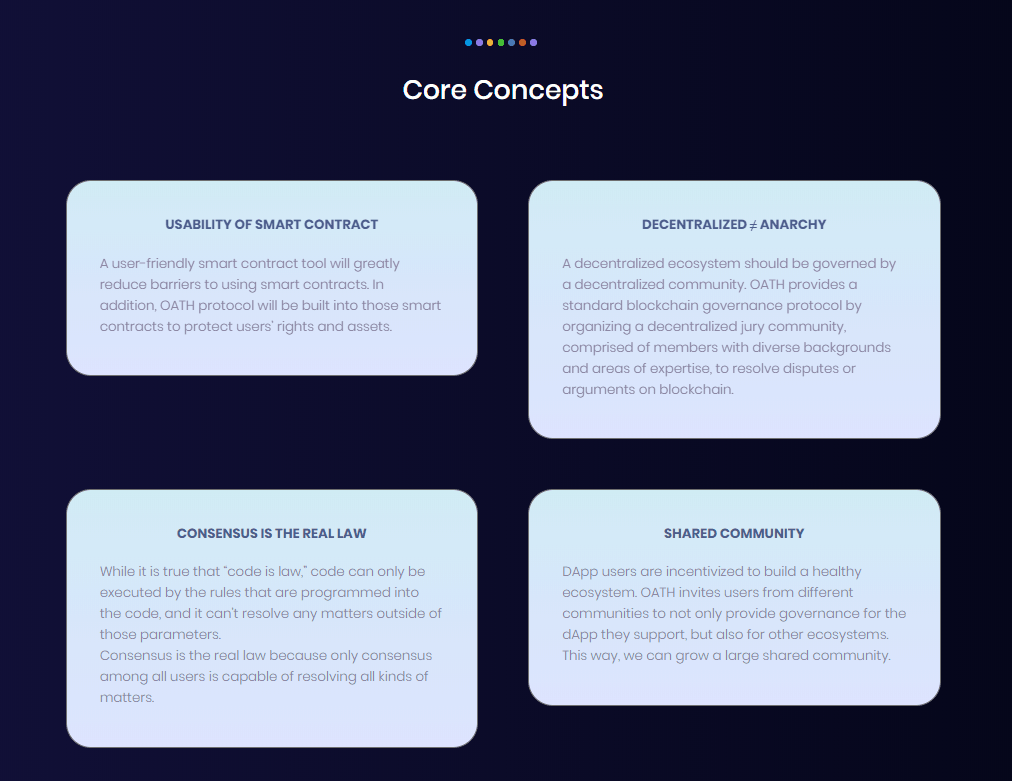 Core Concepts
USABILITY OF SMART CONTRACT
A user-friendly smart contract tool will greatly
reduce barriers to using smart contracts. In
addition, OATH protocol will be built into those smart
contracts to protect users' rights and assets.
DECENTRALIZED ≠ ANARCHY
A decentralized ecosystem should be governed by
a decentralized community. OATH provides a
standard blockchain governance protocol by
organizing a decentralized jury community,
comprised of members with diverse backgrounds
and areas of expertise, to resolve disputes or
arguments on blockchain.
CONSENSUS IS THE REAL LAW
While it is true that “code is law,” code can only be
executed by the rules that are programmed into
the code, and it can't resolve any matters outside of
those parameters.
Consensus is the real law because only consensus
among all users is capable of resolving all kinds of
matters.
SHARED COMMUNITY
DApp users are incentivized to build a healthy
ecosystem. OATH invites users from different
communities to not only provide governance for the
dApp they support, but also for other ecosystems.
This way, we can grow a large shared community.